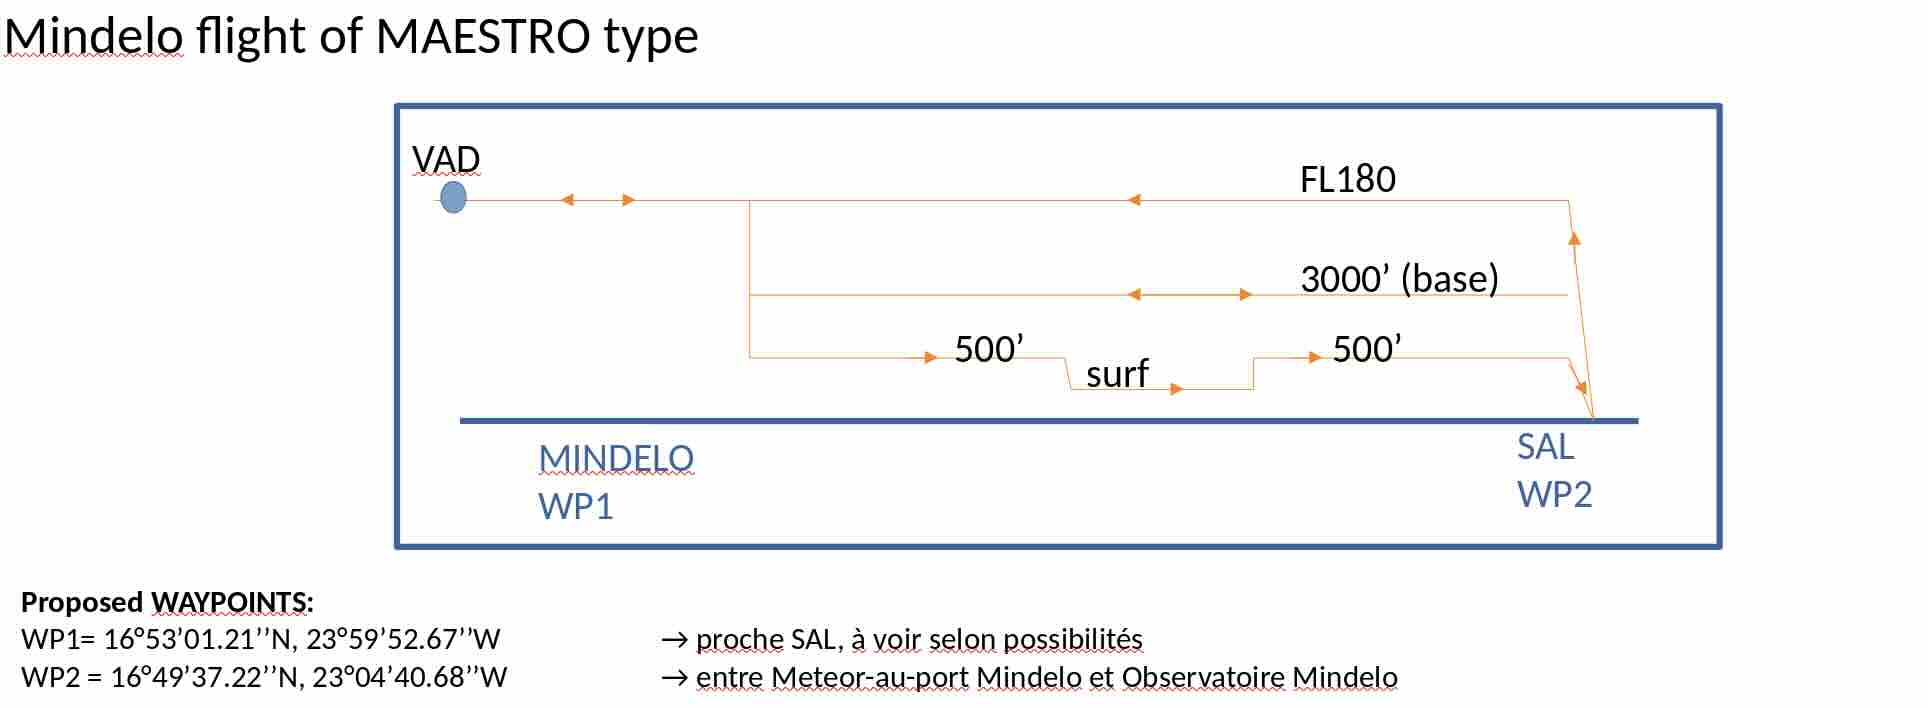 Mindelo flight of MAESTRO type
VAD
FL180
3000’ (base)
500’
500’
surf
MINDELO
WP1
SAL
WP2
Proposed WAYPOINTS:
WP1= 16°53’01.21’’N, 23°59’52.67’’W → proche SAL, à voir selon possibilités
WP2 = 16°49’37.22’’N, 23°04’40.68’’W → entre Meteor-au-port Mindelo et Observatoire Mindelo